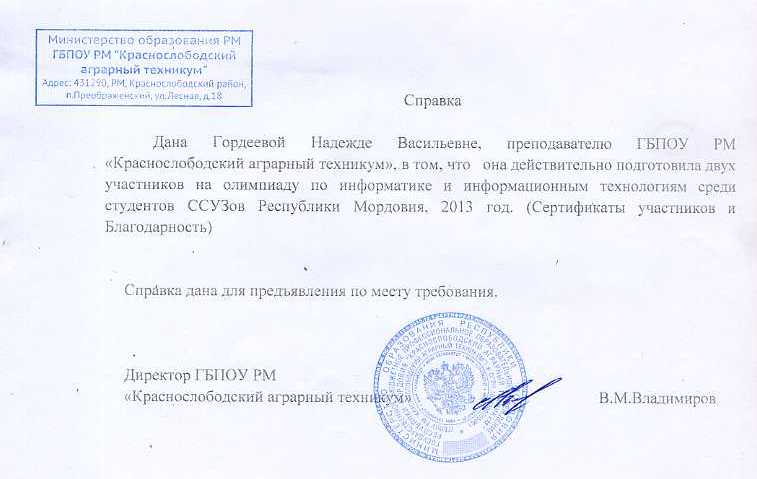 Министерство образования РМ
ГБПОУ РМ "Краснослободский
аграрный техникум"
Адрес: 431290, РМ, Краснослободский район,
п.Преображенский, ул.Лесная, д.18
Справка
Дана Гордеевой Надежде Васильевне, преподавателю ГБПОУ РМ
«Краснослободский аграрный техникум», в том, что она действительно подготовила двух
участников на олимпиаду по информатике и информационным технологиям среди
студентов ССУЗов Республики Мордовия, 2013 год. (Сертификаты участников и
Благодарность)
Справка дана для предъявления по месту требования.
Директор ГБПОУ РМ
«Краснослободский аграрный техникум»
В.М.Владимиров